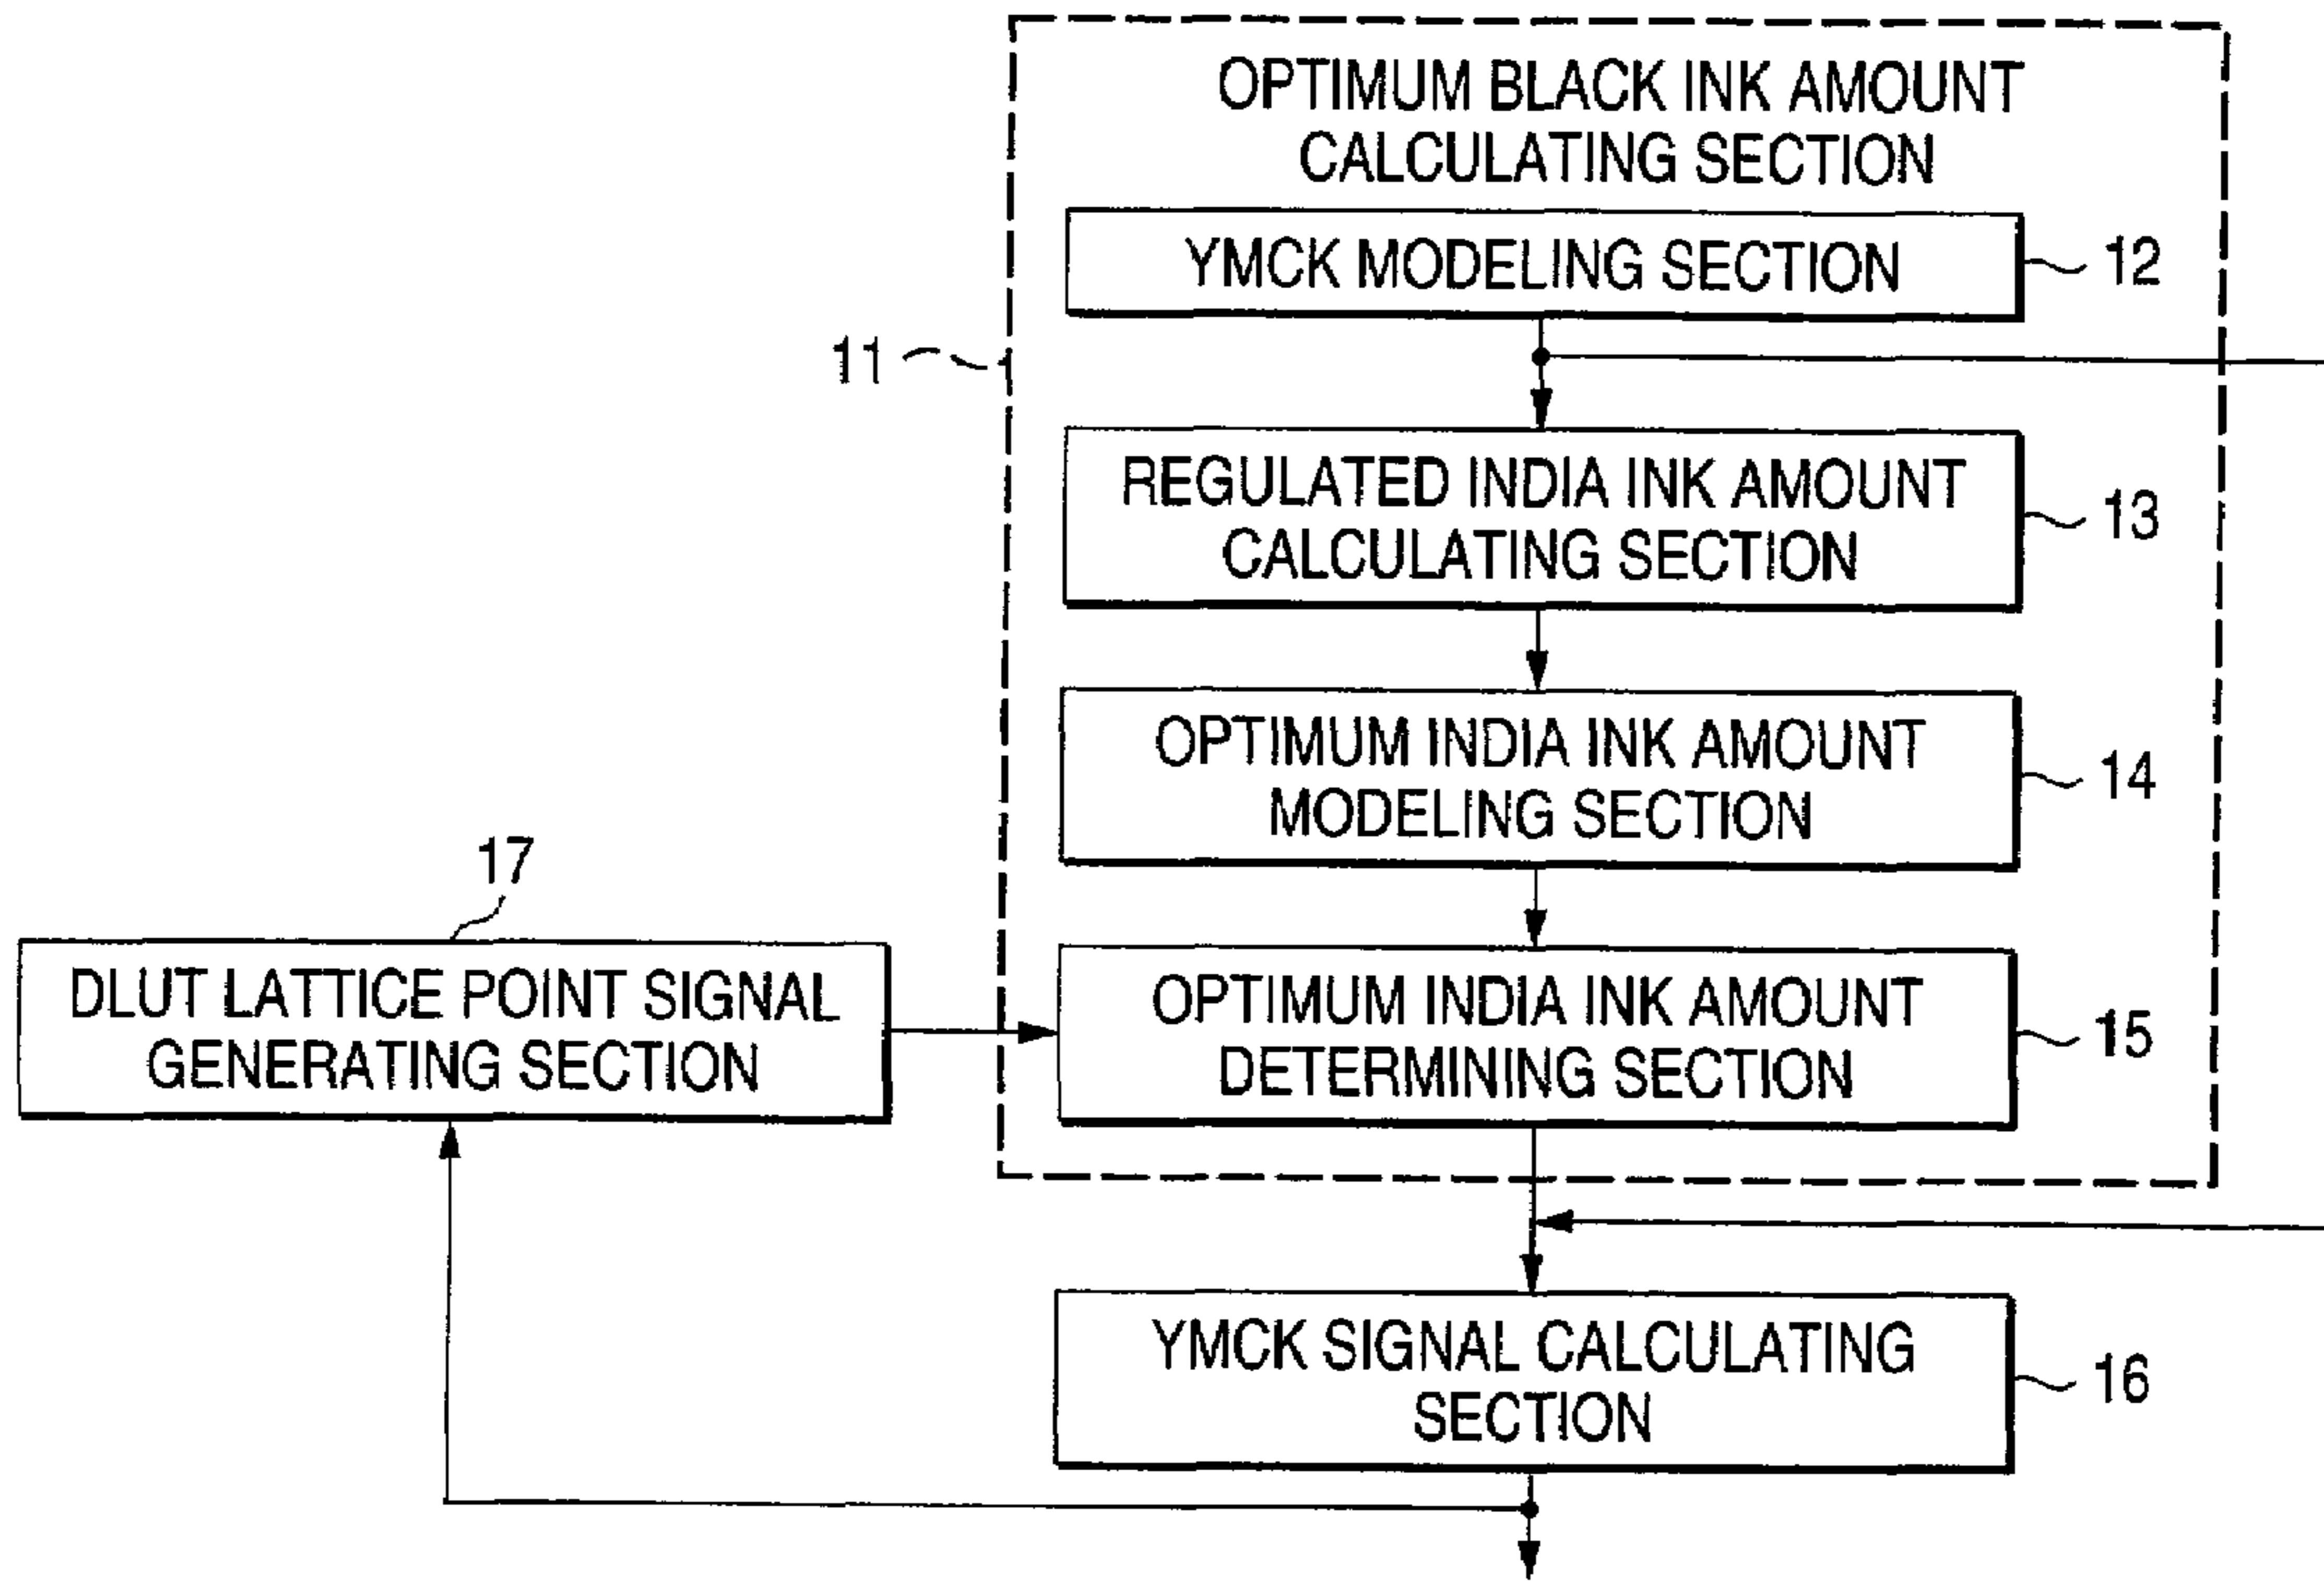 OPTIMUM BLACK INK AMOUNT
CALCULATING SECTION
YMCK MODELING SECTION
12
11
REGULATED INDIA INK AMOUNT
CALCULATING SECTION
13
OPTIMUM INDIA INK AMOUNT
MODELING SECTION
14
17
DLUT LATTICE POINT SIGNAL
GENERATING SECTION
OPTIMUM INDIA INK AMOUNT
DETERMINING SECTION
15
YMCK SIGNAL CALCULATING
SECTION
16